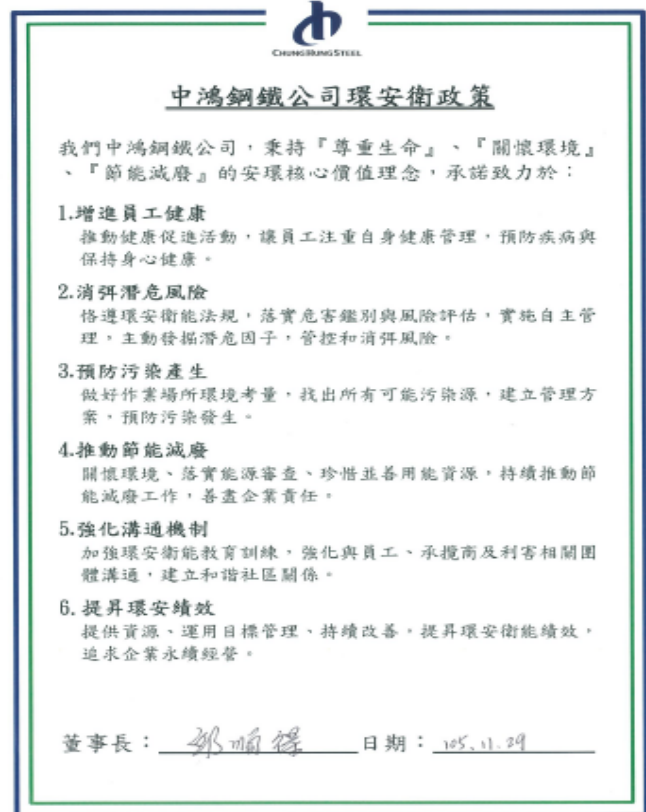 CHUNG HUNG STEEL
中鴻鋼鐵公司環安衛政策
我們中鴻鋼鐵公司，秉持『尊重生命』、『關懷環境』
、『節能減廢』的安環核心價值理念，承諾致力於：
1.增進員工健康
推動健康促進活動，讓員工注重自身健康管理，預防疾病與
保持身心健康。
2.消弭潛危風險
恪遵環安衛能法規，落實危害鑑別與風險評估，實施自主管
理，主動發掘潛危因子，管控和消弭風險。
3.預防污染產生
做好作業場所環境考量，找出所有可能污染源，建立管理方
案，預防污染發生。
4.推動節能減廢
關懷環境、落實能源審查、珍惜並善用能資源，持續推動節
能減廢工作，善盡企業責任。
5.強化溝通機制
加強環安衛能教育訓練，強化與員工、承攬商及利害相關團
體溝通，建立和諧社區關係。
6.提昇環安績效
提供資源、運用目標管理、持續改善，提昇環安衛能績效，
追求企業永續經營。
董事長： 日期：105.11.29